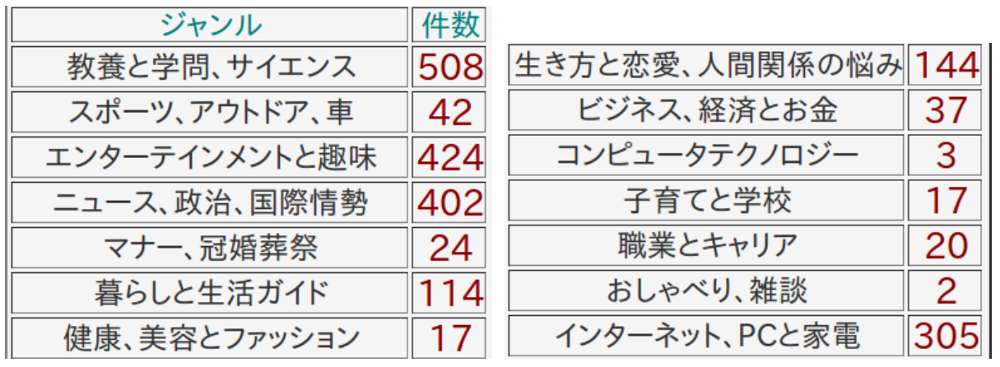 ジャンル 件数
教養と学問、サイエンス 508
スポーツ、アウトドア、車 42
エンターテインメントと趣味 424
ニュース、政治、国際情勢 402
マナー、冠婚葬祭 24
暮らしと生活ガイド 114
健康、美容とファッション 17
生き方と恋愛、人間関係の悩み 144
ビジネス、経済とお金 37
コンピュータテクノロジー 3
子育てと学校 17
職業とキャリア 20
おしゃべり、雑談 2
インターネット、PCと家電 305